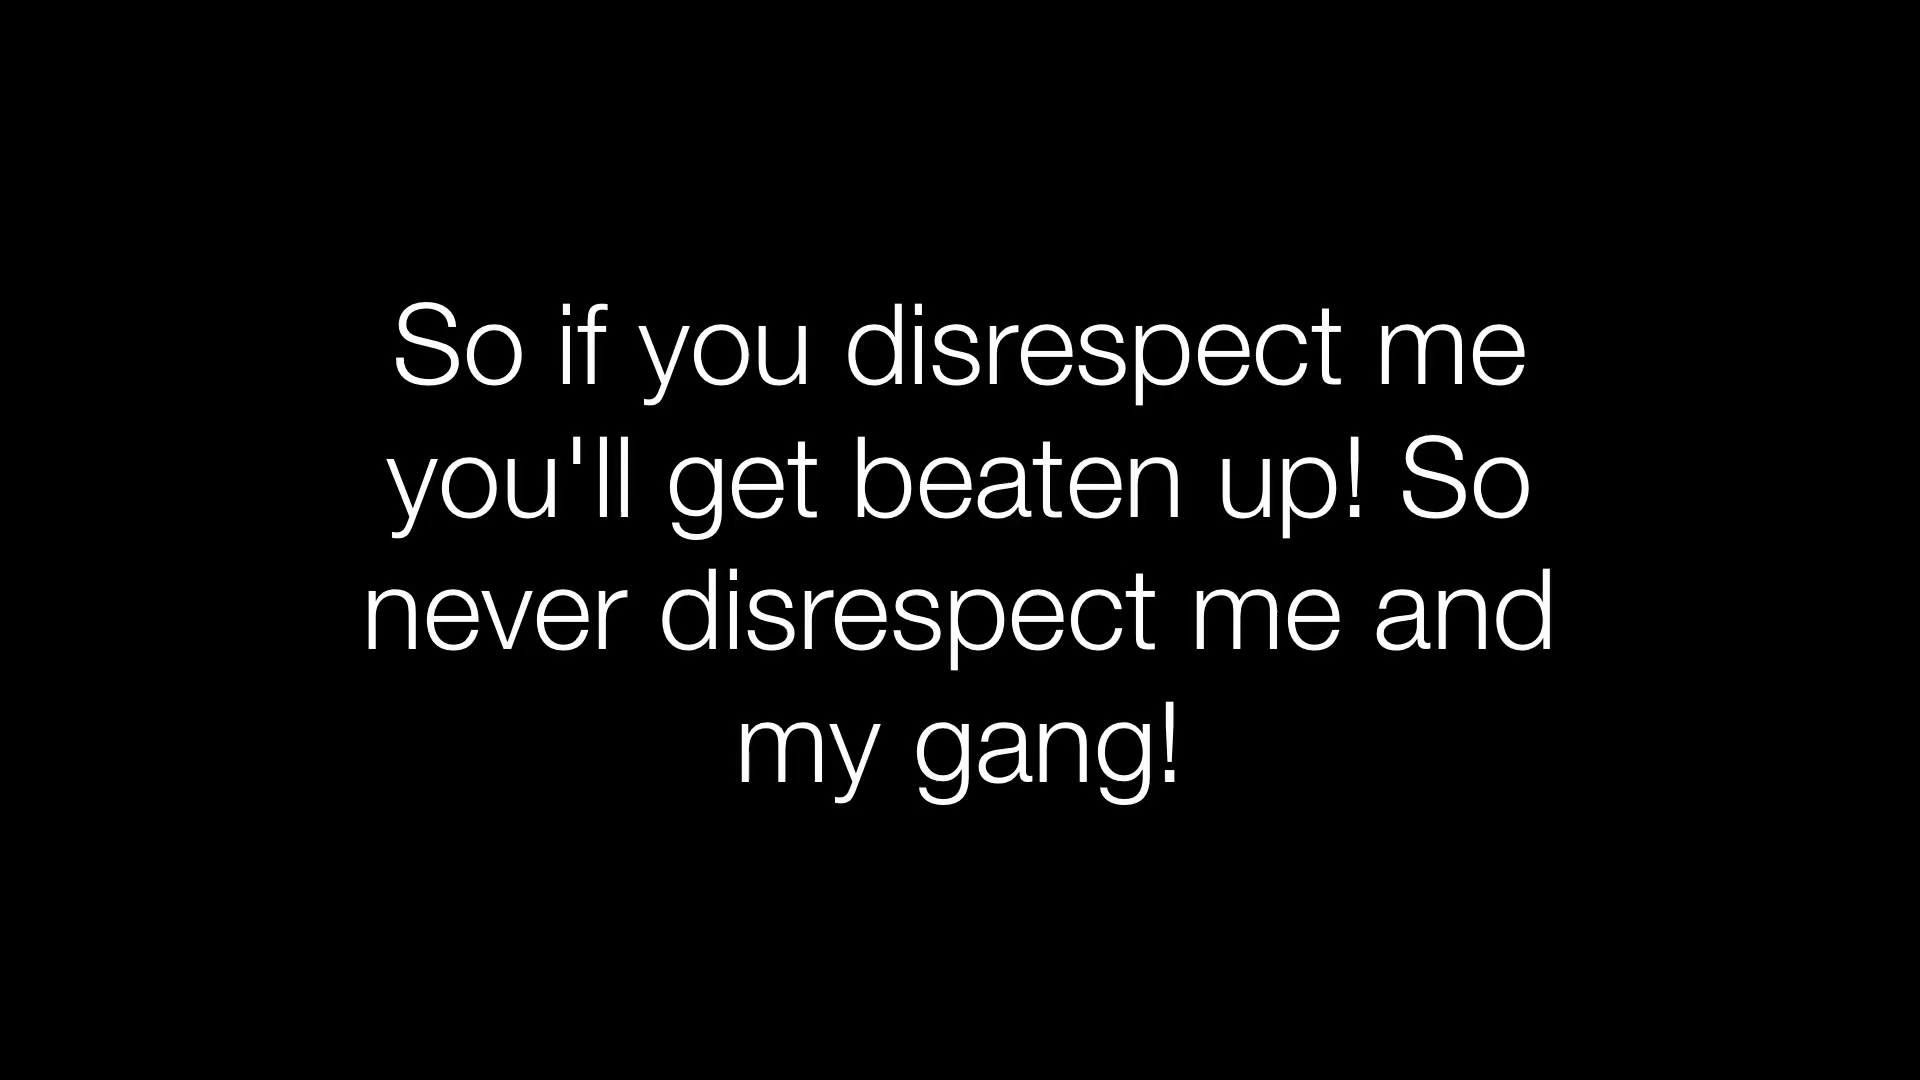 So if you disrespect me
you'll get beaten up! So
never disrespect me and
my gang!